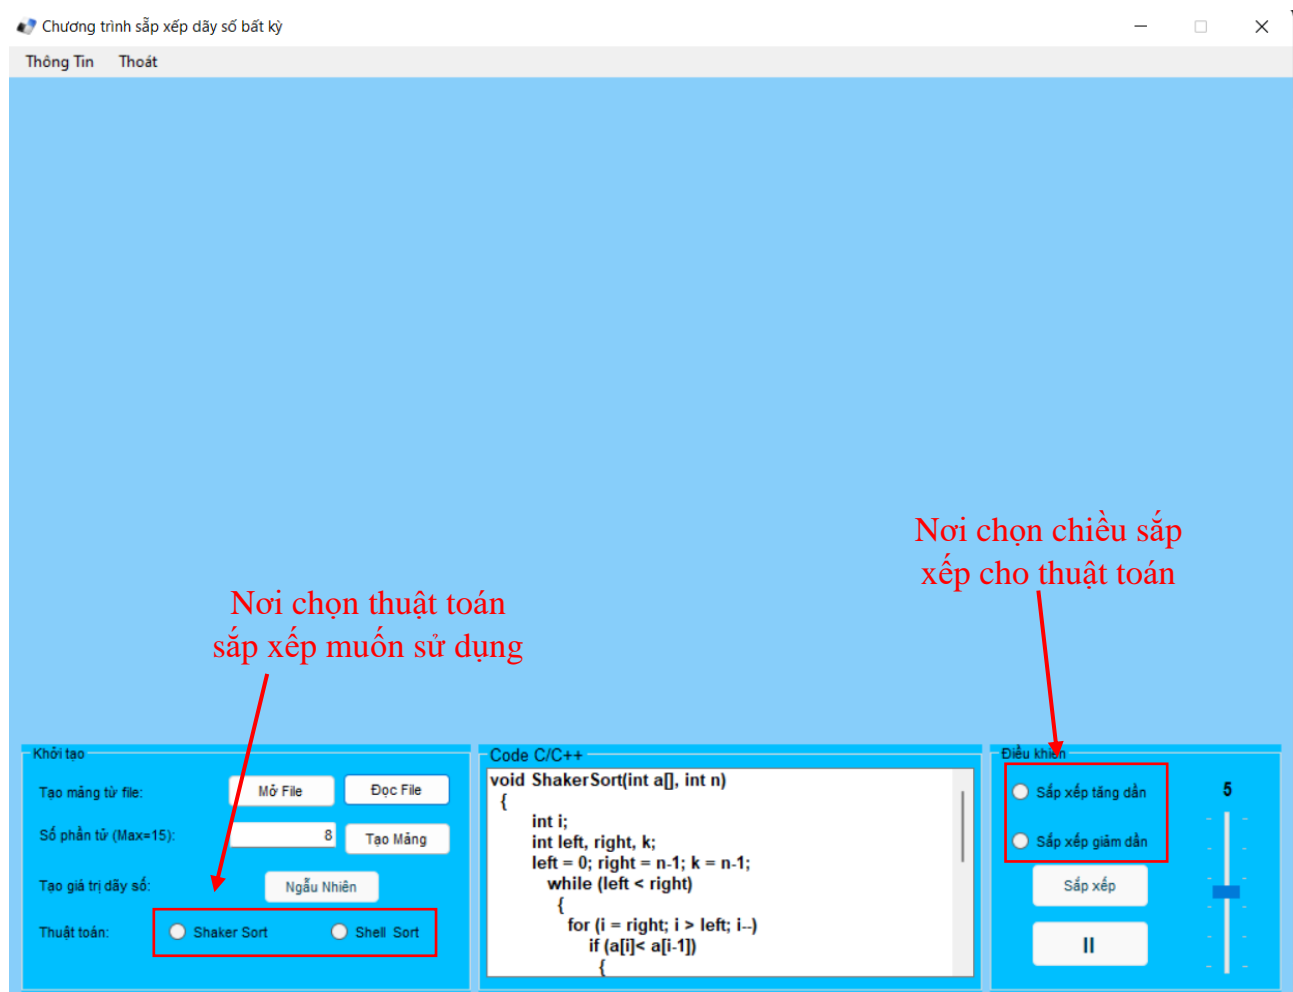 Chương trình sắp xếp dãy số bất kỳ
Thông Tin Thoát
Nơi chọn chiều sắp
xếp cho thuật toán
Nơi chọn thuật toán
sắp xếp muốn sử dụng
Khởi tạo
Tạo mảng từ file: Mở File Đọc File
Số phần tử (Max=15): 8 Tạo Mảng
Tạo giá trị dãy số: Ngẫu Nhiên
Thuật toán: Shaker Sort Shell Sort
Code C/C++
void ShakerSort(int a[], int n)
{
int i;
int left, right, k;
left = 0; right = n-1; k = n-1;
while (left < right)
{
for (i = right; i > left; i--)
if (a[i]< a[i-1])
{
Điều khiển
Sắp xếp tăng dần 5
Sắp xếp giảm dần
Sắp xếp